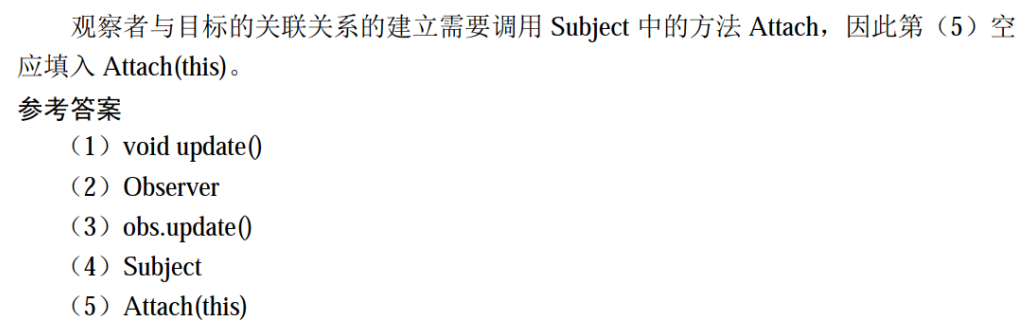 观察者与目标的关联关系的建立需要调用 Subject 中的方法 Attach，因此第（5）空
应填入 Attach(this)。
参考答案
（1）void update()
（2）Observer
（3）obs.update()
（4）Subject
（5）Attach(this)